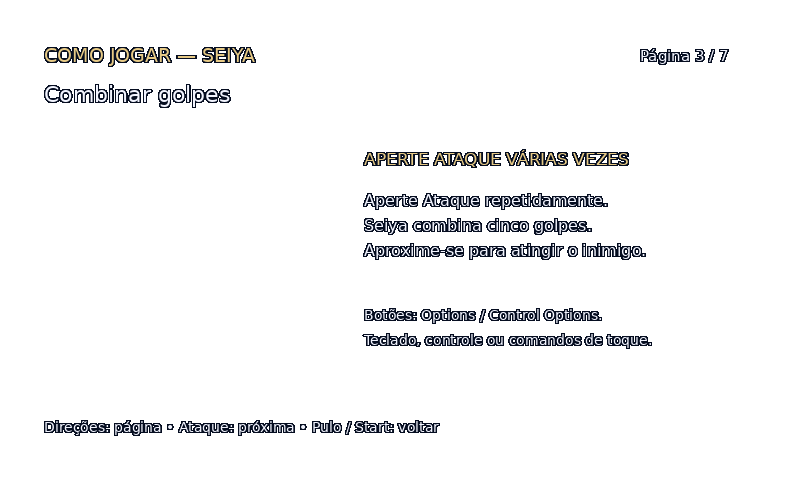 COMO JOGAR — SEIYA
Página 3 / 7
Combinar golpes
APERTE ATAQUE VÁRIAS VEZES
Aperte Ataque repetidamente.
Seiya combina cinco golpes.
Aproxime-se para atingir o inimigo.
Botões: Options / Control Options.
Teclado, controle ou comandos de toque.
Direções: página • Ataque: próxima • Pulo / Start: voltar